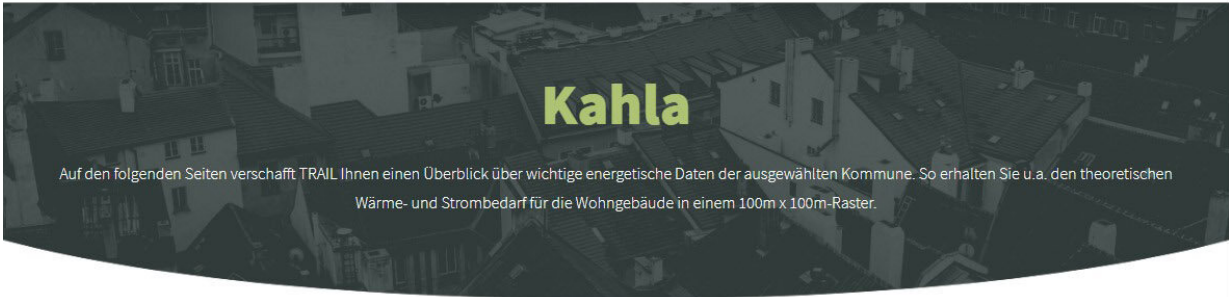 Kahla
Auf den folgenden Seiten verschafft TRAIL Ihnen einen Überblick über wichtige energetische Daten der ausgewählten Kommune. So erhalten Sie u.a. den theoretischen
Wärme- und Strombedarf für die Wohngebäude in einem 100m x 100m-Raster.